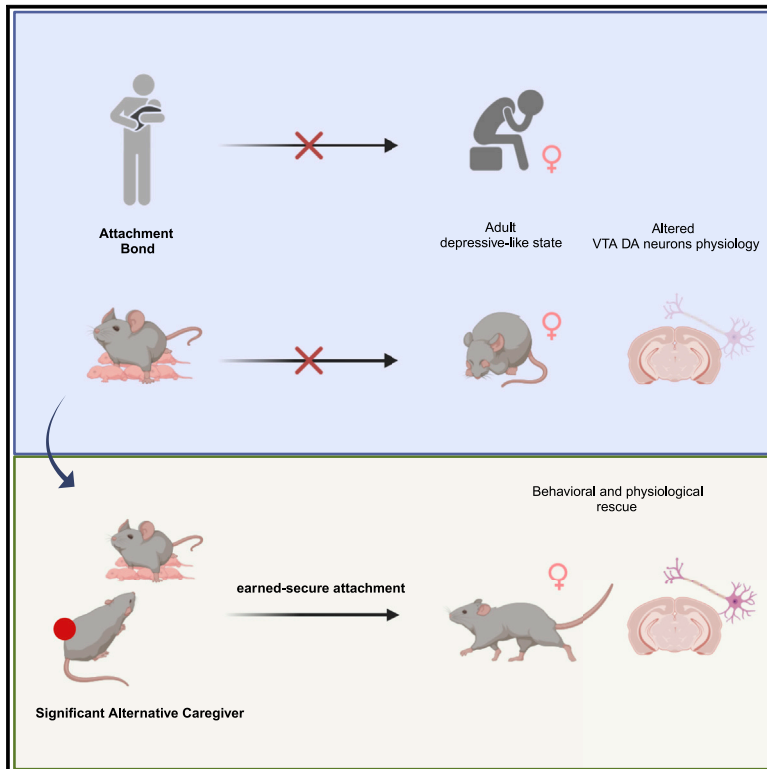 Attachment
Bond
Adult
depressive-like state
Altered
VTA DA neurons physiology
Behavioral and physiological
rescue
earned-secure attachment
Significant Alternative Caregiver